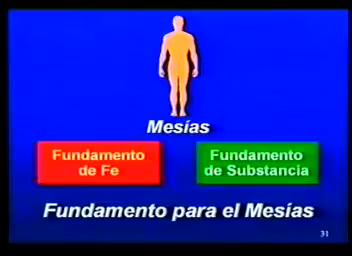 Mesías
Fundamento
de Fe
Fundamento
de Substancia
Fundamento para el Mesías
31